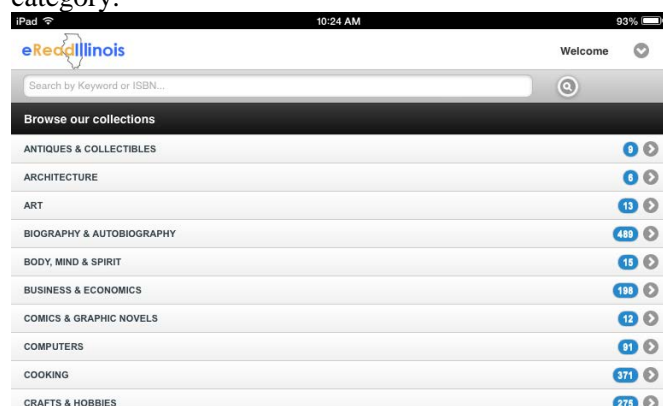 category.
iPad 10:24 AM 93%
eReadIllinois Welcome
Search by Keyword or ISBN...
Browse our collections
ANTIQUES & COLLECTIBLES 9
ARCHITECTURE 6
ART 13
BIOGRAPHY & AUTOBIOGRAPHY 489
BODY, MIND & SPIRIT 15
BUSINESS & ECONOMICS 198
COMICS & GRAPHIC NOVELS 12
COMPUTERS 91
COOKING 371
CRAFTS & HOBBIES 275